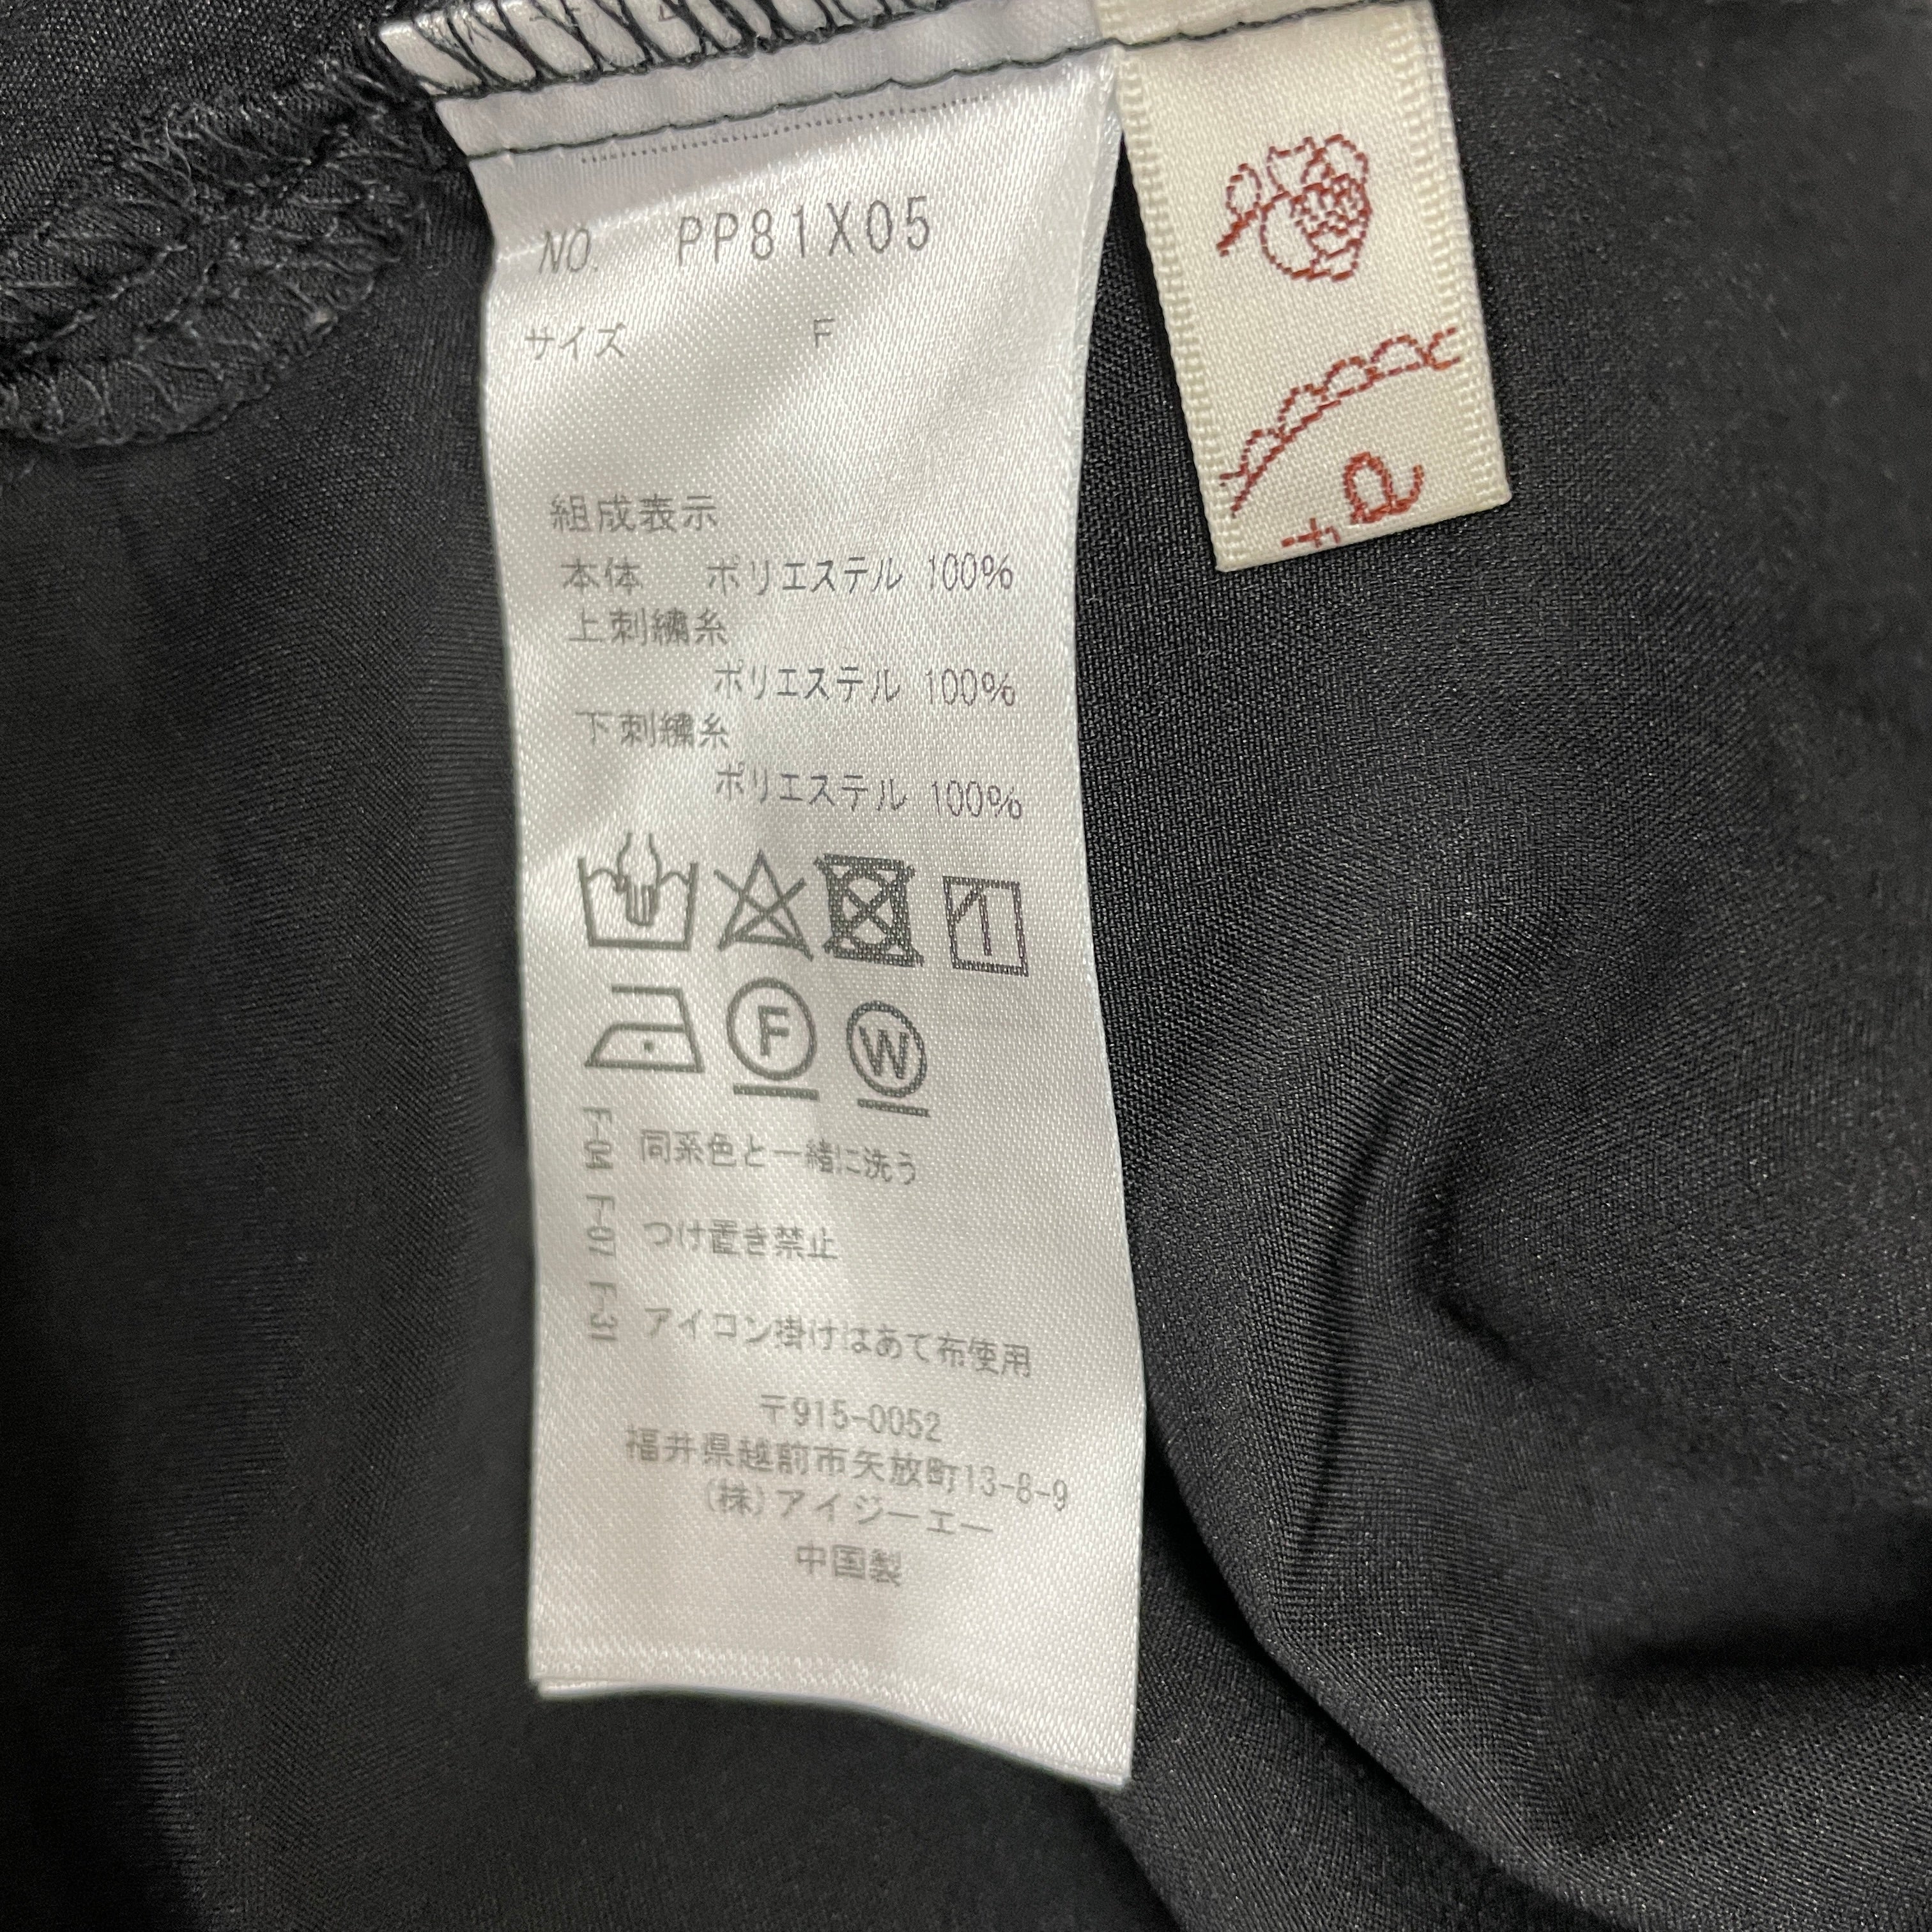 NO. PP81X05
サイズ F
組成表示
本体 ポリエステル 100%
上刺繍糸
ポリエステル 100%
下刺繍糸
ポリエステル 100%
F
W
F-04 同系色と一緒に洗う
F-07 つけ置き禁止
F-31 アイロン掛けはあて布使用
〒915-0052
福井県越前市矢放町13-8-9
(株)アイジーエー
中国製